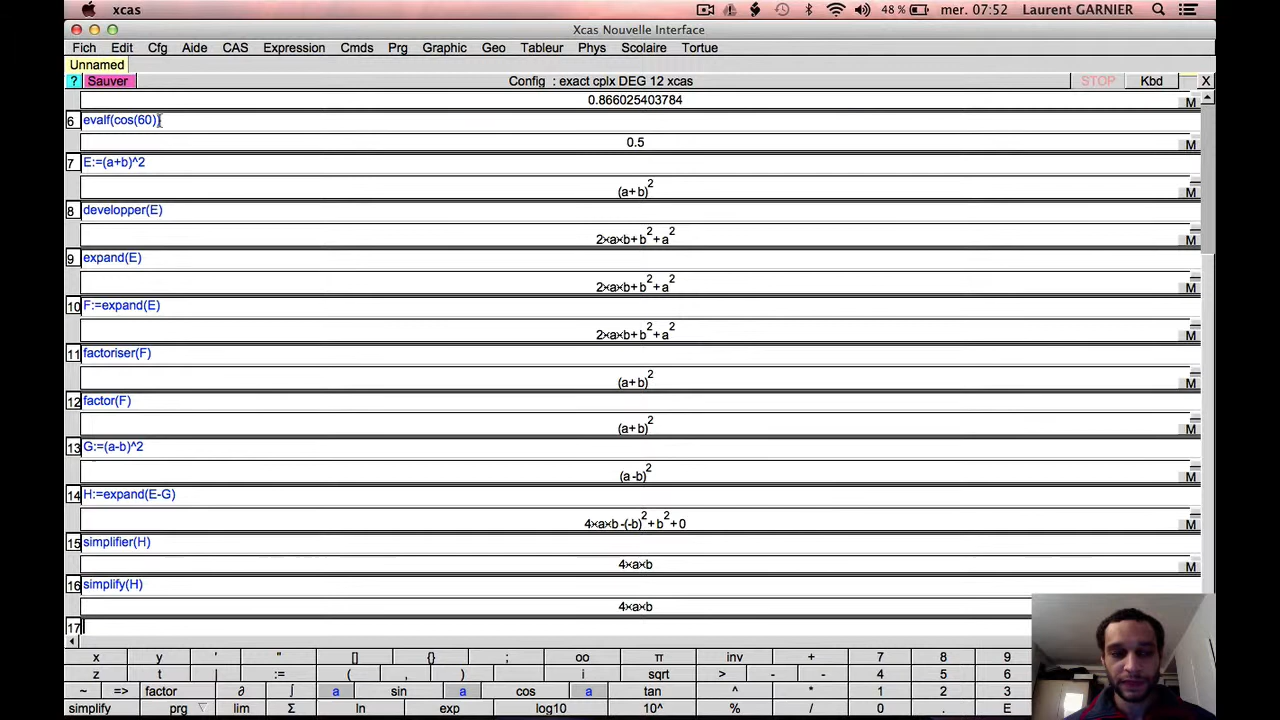 xcas 48 % mer. 07:52 Laurent GARNIER
Xcas Nouvelle Interface
Fich Edit Cfg Aide CAS Expression Cmds Prg Graphic Geo Tableur Phys Scolaire Tortue
Unnamed
? Sauver Config : exact cplx DEG 12 xcas STOP Kbd X
0.866025403784 M
6 evalf(cos(60))
0.5 M
7 E:=(a+b)^2
(a+b)² M
8 developper(E)
2×a×b+b²+a² M
9 expand(E)
2×a×b+b²+a² M
10 F:=expand(E)
2×a×b+b²+a² M
11 factoriser(F)
(a+b)² M
12 factor(F)
(a+b)² M
13 G:=(a-b)^2
(a-b)² M
14 H:=expand(E-G)
4×a×b-(-b)²+b²+0 M
15 simplifier(H)
4×a×b M
16 simplify(H)
4×a×b
17
x y ' " [] {} ; oo π inv + 7 8 9
z t | := ( , ) i sqrt > - - 4 5 6
~ => factor ∂ ∫ a sin a cos a tan ^ * 1 2 3
simplify prg lim Σ ln exp log10 10^ % / 0 . E